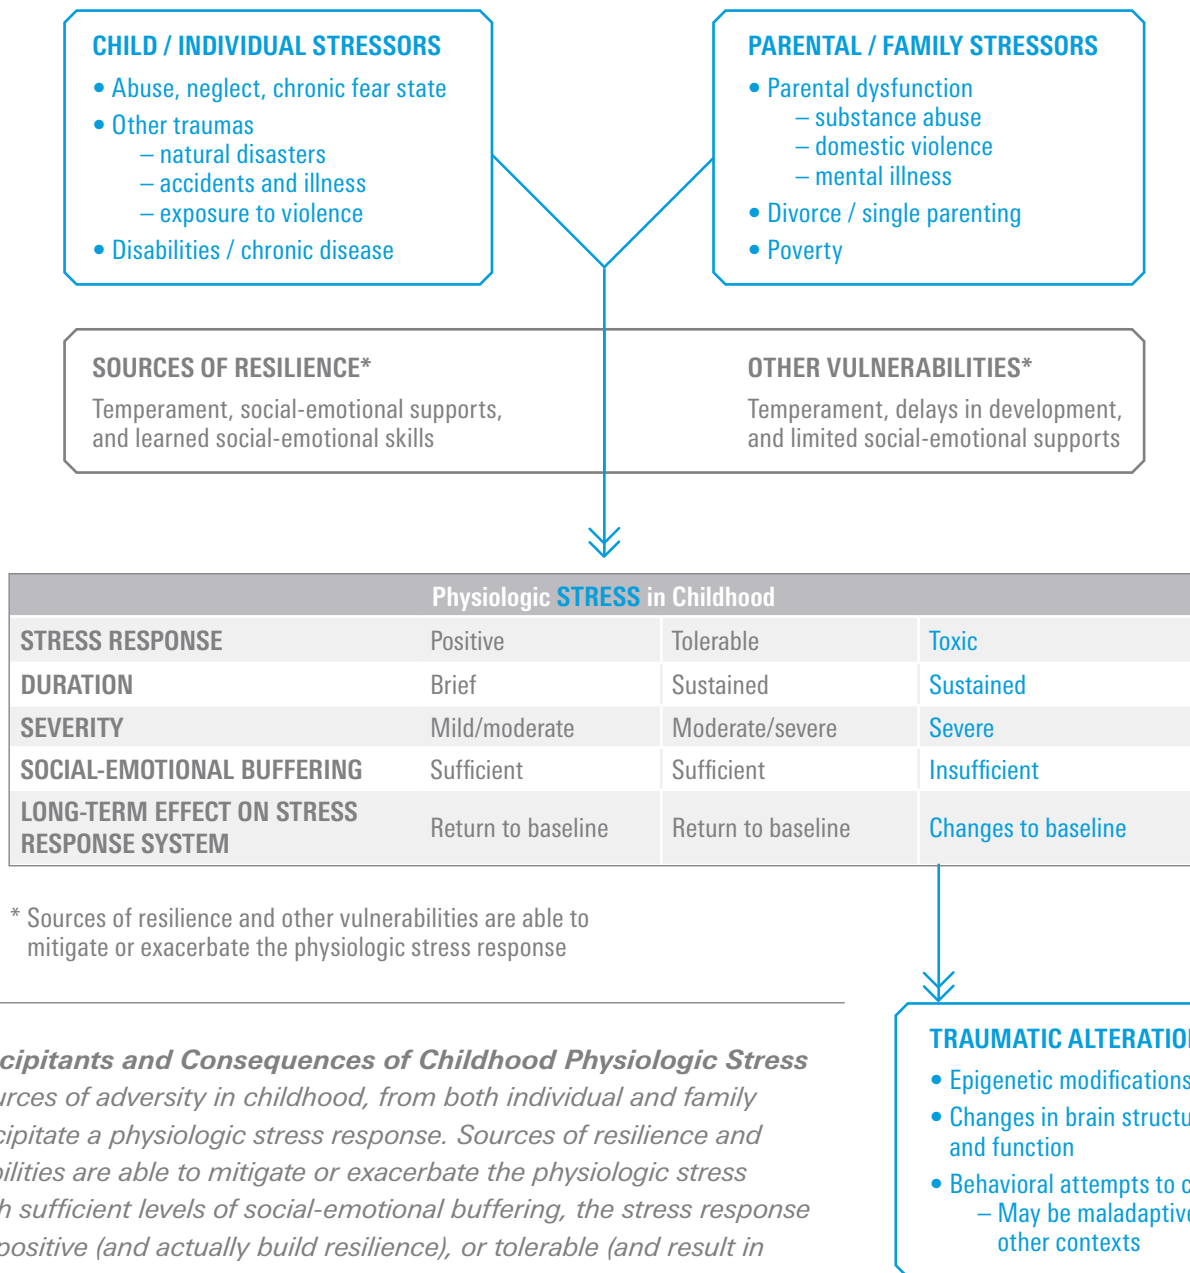 CHILD / INDIVIDUAL STRESSORS
• Abuse, neglect, chronic fear state
• Other traumas
– natural disasters
– accidents and illness
– exposure to violence
• Disabilities / chronic disease
PARENTAL / FAMILY STRESSORS
• Parental dysfunction
– substance abuse
– domestic violence
– mental illness
• Divorce / single parenting
• Poverty
SOURCES OF RESILIENCE*
Temperament, social-emotional supports,
and learned social-emotional skills
OTHER VULNERABILITIES*
Temperament, delays in development,
and limited social-emotional supports
Physiologic STRESS in Childhood
STRESS RESPONSE Positive Tolerable Toxic
DURATION Brief Sustained Sustained
SEVERITY Mild/moderate Moderate/severe Severe
SOCIAL-EMOTIONAL BUFFERING Sufficient Sufficient Insufficient
LONG-TERM EFFECT ON STRESS
RESPONSE SYSTEM Return to baseline Return to baseline Changes to baseline
* Sources of resilience and other vulnerabilities are able to
mitigate or exacerbate the physiologic stress response
cipitants and Consequences of Childhood Physiologic Stress
urces of adversity in childhood, from both individual and family
cipitate a physiologic stress response. Sources of resilience and
bilities are able to mitigate or exacerbate the physiologic stress
h sufficient levels of social-emotional buffering, the stress response
positive (and actually build resilience), or tolerable (and result in
TRAUMATIC ALTERATIO
• Epigenetic modifications
• Changes in brain structu
and function
• Behavioral attempts to c
– May be maladaptive
other contexts